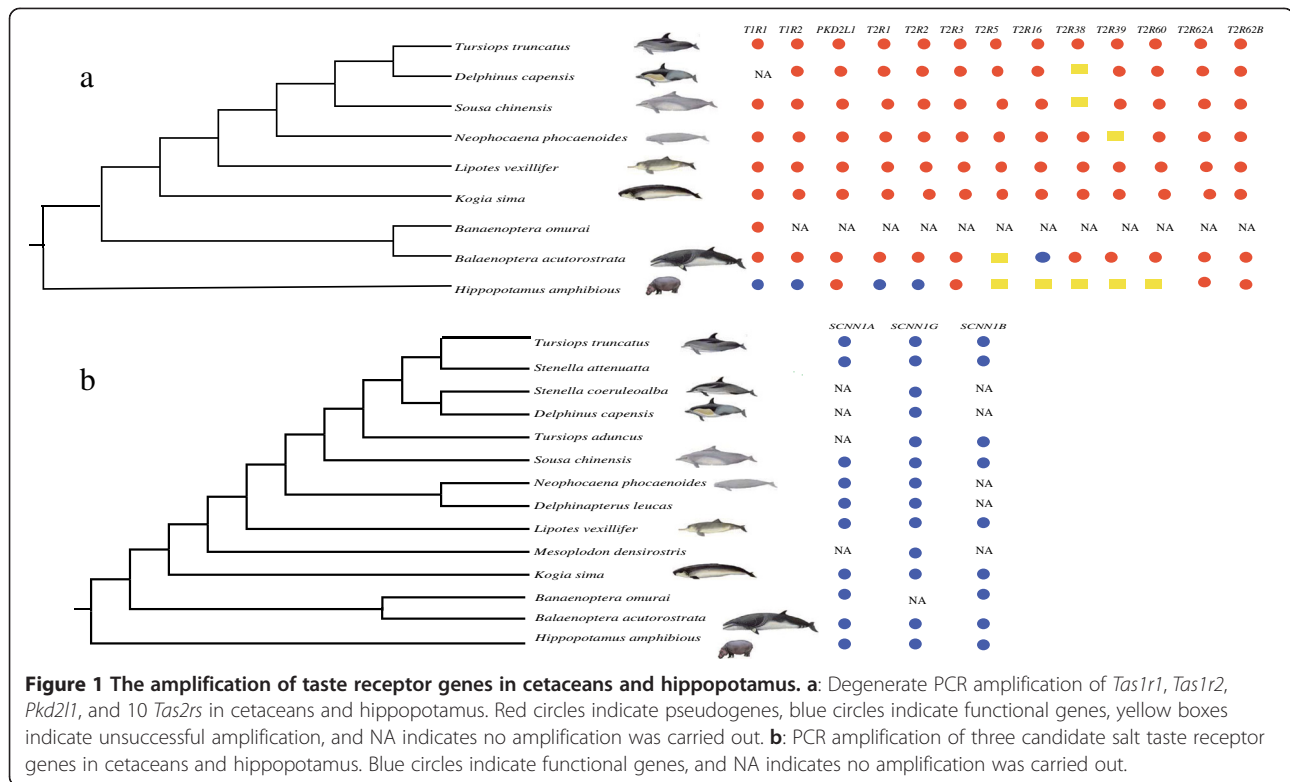 T1R1 T1R2 PKD2L1 T2R1 T2R2 T2R3 T2R5 T2R16 T2R38 T2R39 T2R60 T2R62A T2R62B
a
Tursiops truncatus
Delphinus capensis NA
Sousa chinensis
Neophocaena phocaenoides
Lipotes vexillifer
Kogia sima
Banaenoptera omurai NA NA NA NA NA NA NA NA NA NA NA NA
Balaenoptera acutorostrata
Hippopotamus amphibious
SCNN1A SCNN1G SCNN1B
b
Tursiops truncatus
Stenella attenuatta
Stenella coeruleoalba NA NA
Delphinus capensis NA NA
Tursiops aduncus NA
Sousa chinensis
Neophocaena phocaenoides NA
Delphinapterus leucas NA
Lipotes vexillifer
Mesoplodon densirostris NA NA
Kogia sima
Banaenoptera omurai NA
Balaenoptera acutorostrata
Hippopotamus amphibious
Figure 1 The amplification of taste receptor genes in cetaceans and hippopotamus. a: Degenerate PCR amplification of Tas1r1, Tas1r2,
Pkd2l1, and 10 Tas2rs in cetaceans and hippopotamus. Red circles indicate pseudogenes, blue circles indicate functional genes, yellow boxes
indicate unsuccessful amplification, and NA indicates no amplification was carried out. b: PCR amplification of three candidate salt taste receptor
genes in cetaceans and hippopotamus. Blue circles indicate functional genes, and NA indicates no amplification was carried out.